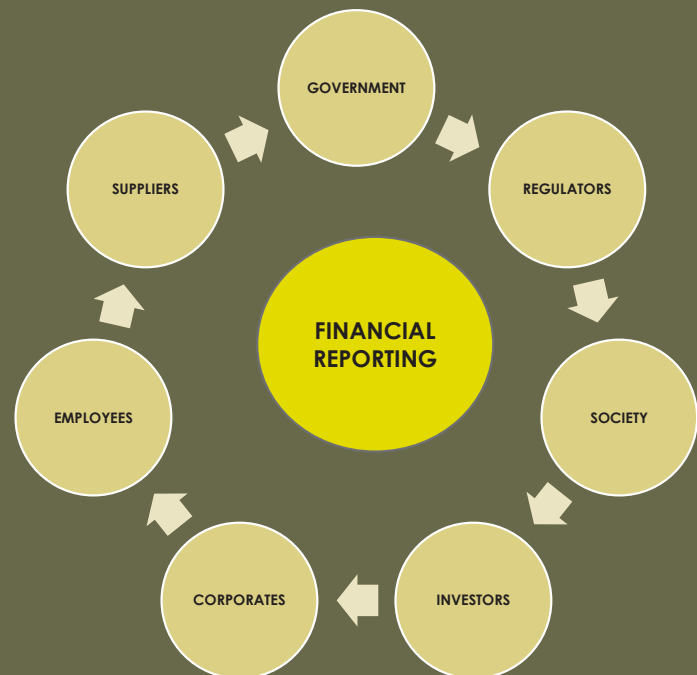 GOVERNMENT
REGULATORS
SOCIETY
INVESTORS
CORPORATES
EMPLOYEES
SUPPLIERS
FINANCIAL
REPORTING